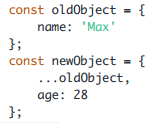 const oldObject = {
    name: 'Max'
};
const newObject = {
    ...oldObject,
    age: 28
};